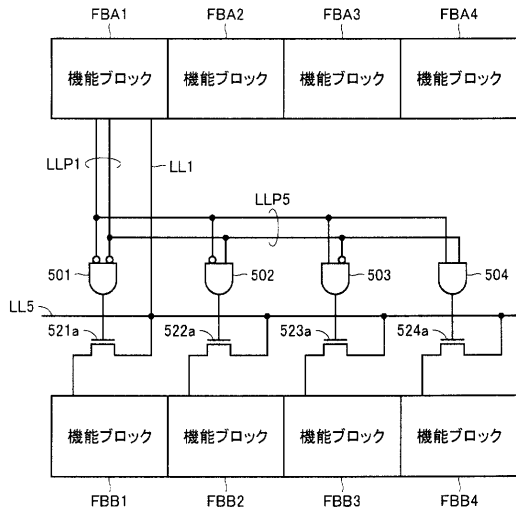 FBA1 FBA2 FBA3 FBA4
機能ブロック 機能ブロック 機能ブロック 機能ブロック
LLP1
LL1
LLP5
501 502 503 504
LL5
521a 522a 523a 524a
機能ブロック 機能ブロック 機能ブロック 機能ブロック
FBB1 FBB2 FBB3 FBB4